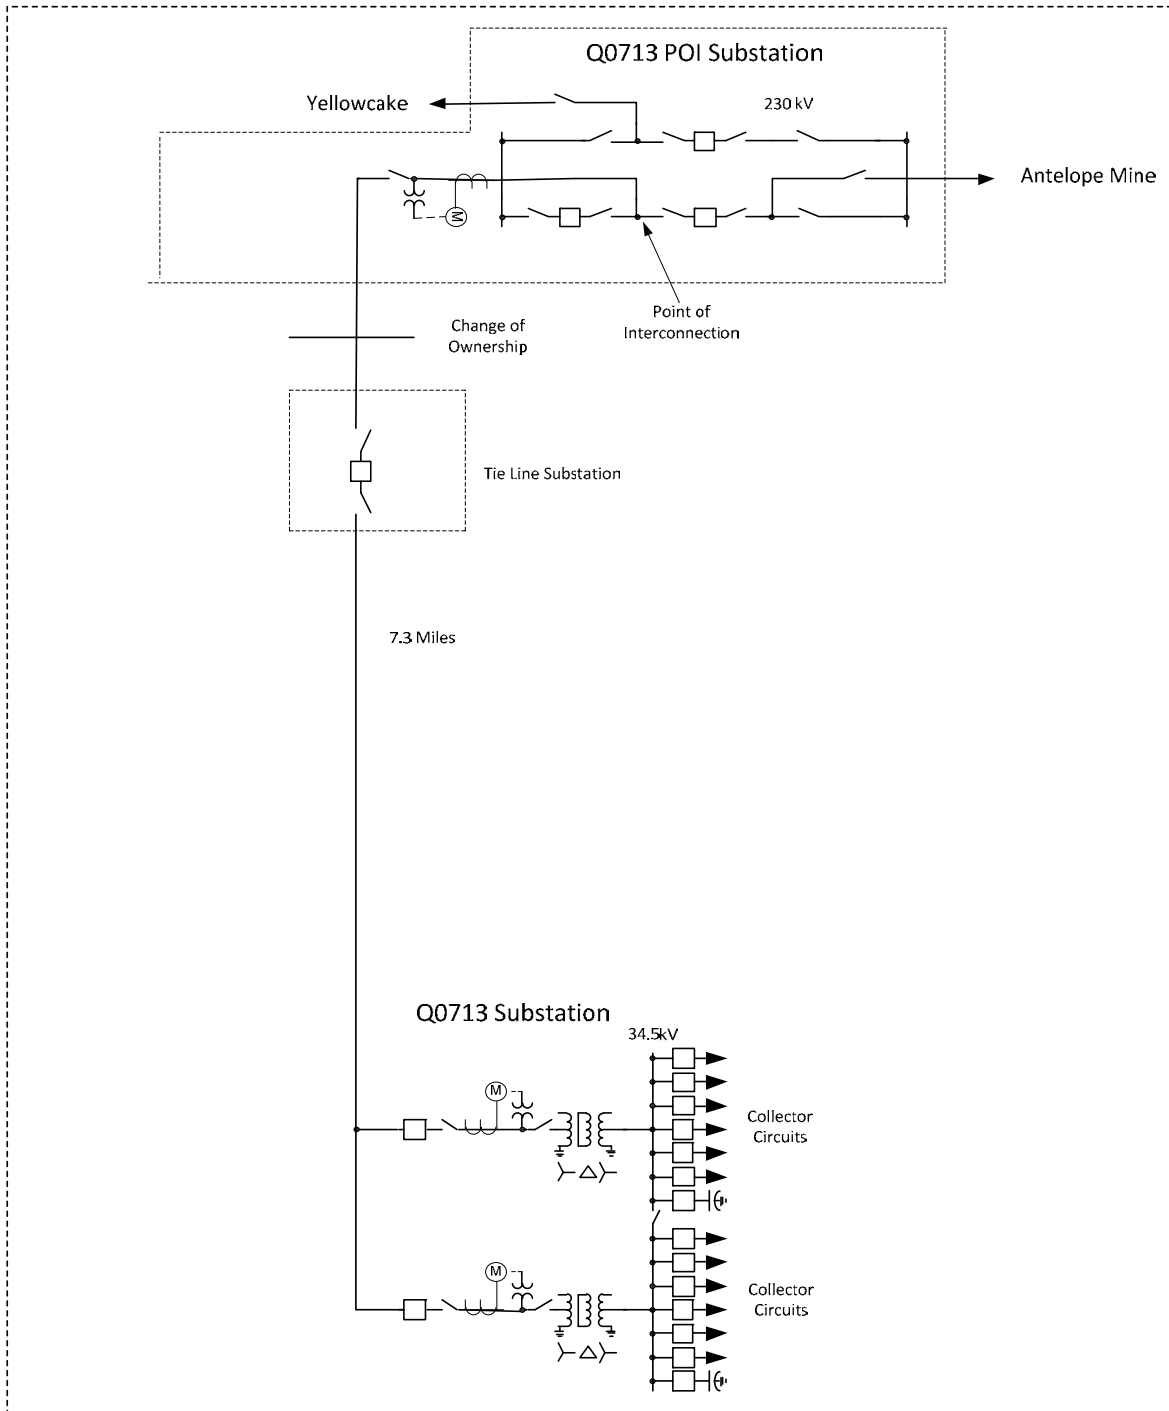 Q0713 POI Substation
Yellowcake
230 kV
Antelope Mine
M
Point of
Interconnection
Change of
Ownership
Tie Line Substation
7.3 Miles
Q0713 Substation
34.5kV
M
Collector
Circuits
M
Collector
Circuits